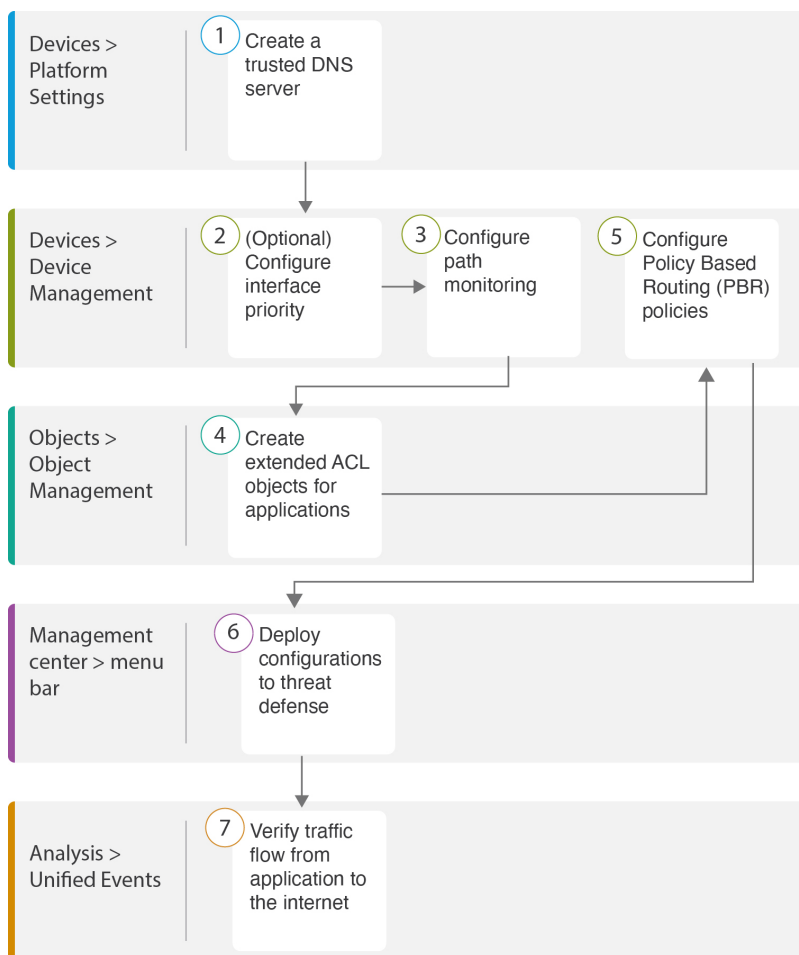 Devices >
Platform
Settings
1
Create a
trusted DNS
server
Devices >
Device
Management
2
(Optional)
Configure
interface
priority
3
Configure
path
monitoring
5
Configure
Policy Based
Routing (PBR)
policies
Objects >
Object
Management
4
Create
extended ACL
objects for
applications
Management
center > menu
bar
6
Deploy
configurations
to threat
defense
Analysis >
Unified Events
7
Verify traffic
flow from
application to
the internet